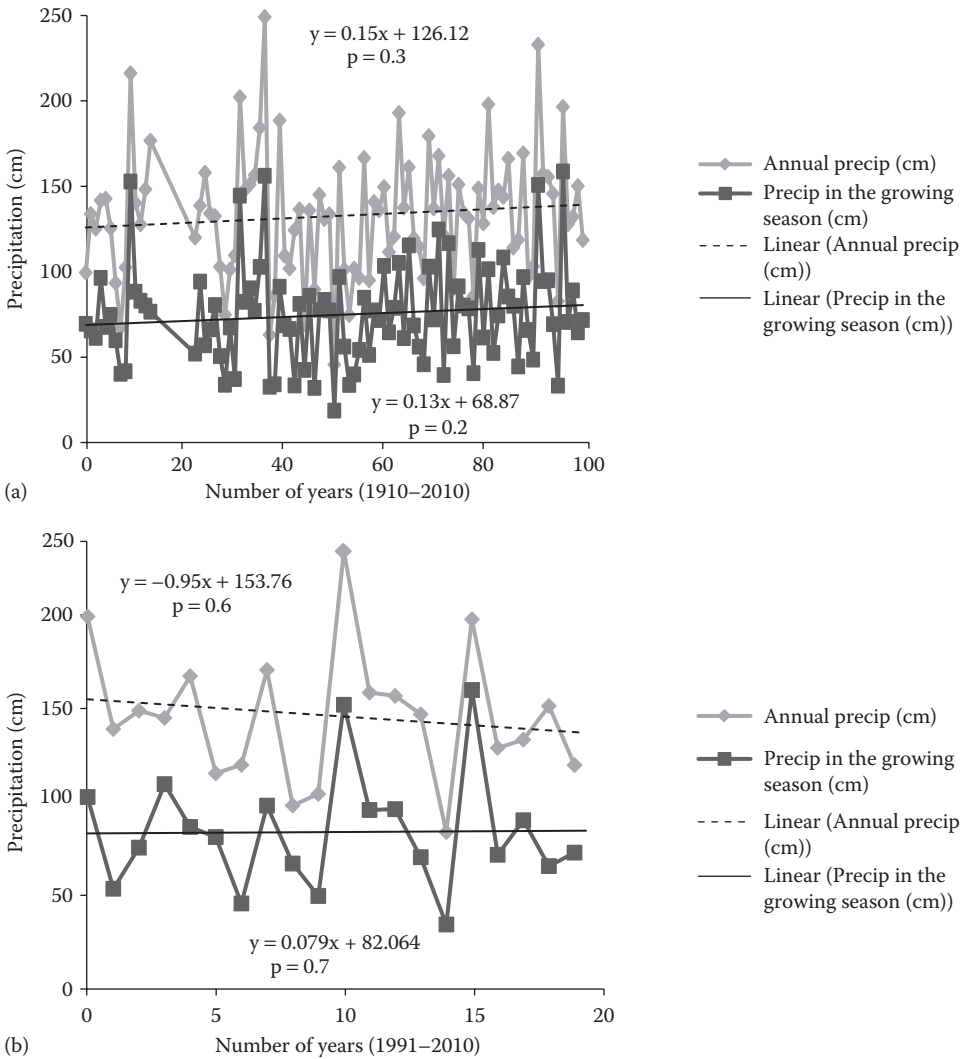 250
200
150
100
50
0
Precipitation (cm)
y = 0.15x + 126.12
p = 0.3
y = 0.13x + 68.87
p = 0.2
0 20 40 60 80 100
Number of years (1910–2010)
(a)
Annual precip (cm)
Precip in the growing
season (cm)
Linear (Annual precip
(cm))
Linear (Precip in the
growing season (cm))
250
200
150
100
50
0
Precipitation (cm)
y = –0.95x + 153.76
p = 0.6
y = 0.079x + 82.064
p = 0.7
0 5 10 15 20
Number of years (1991–2010)
(b)
Annual precip (cm)
Precip in the growing
season (cm)
Linear (Annual precip
(cm))
Linear (Precip in the
growing season (cm))